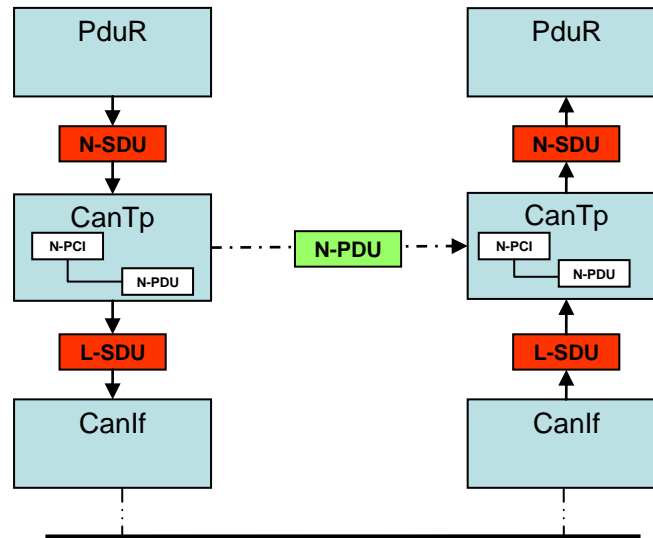 PduR
PduR
N-SDU
N-SDU
CanTp
CanTp
N-PCI
N-PDU
N-PDU
N-PCI
N-PDU
L-SDU
L-SDU
CanIf
CanIf